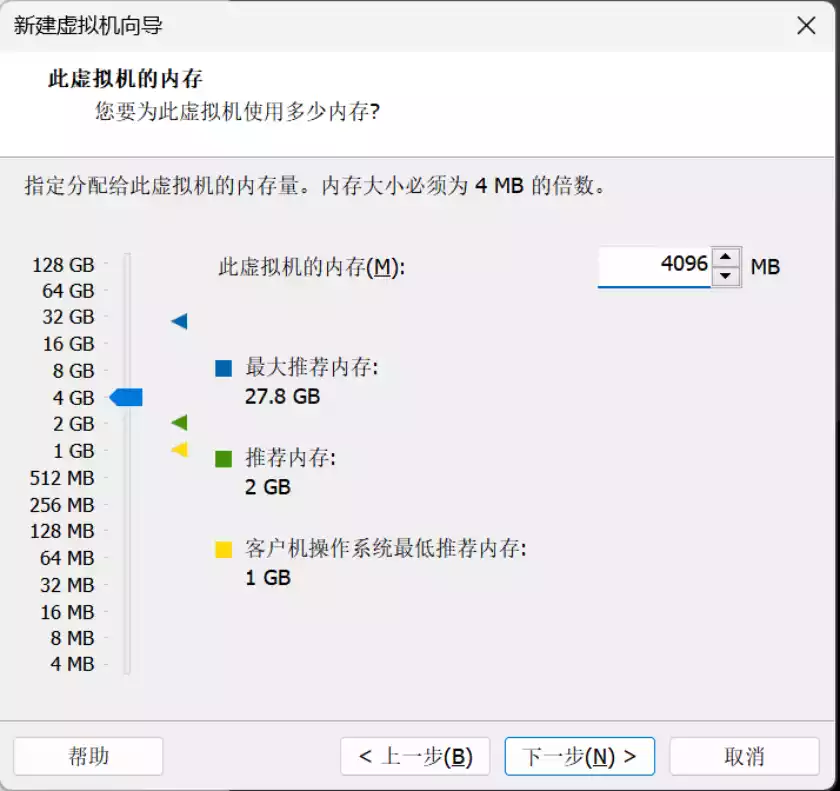 新建虚拟机向导
此虚拟机的内存
您要为此虚拟机使用多少内存?
指定分配给此虚拟机的内存量。内存大小必须为 4 MB 的倍数。
128 GB
64 GB
32 GB
16 GB
8 GB
4 GB
2 GB
1 GB
512 MB
256 MB
128 MB
64 MB
32 MB
16 MB
8 MB
4 MB
此虚拟机的内存(M):
4096 MB
最大推荐内存:
27.8 GB
推荐内存:
2 GB
客户机操作系统最低推荐内存:
1 GB
帮助
< 上一步(B)
下一步(N) >
取消